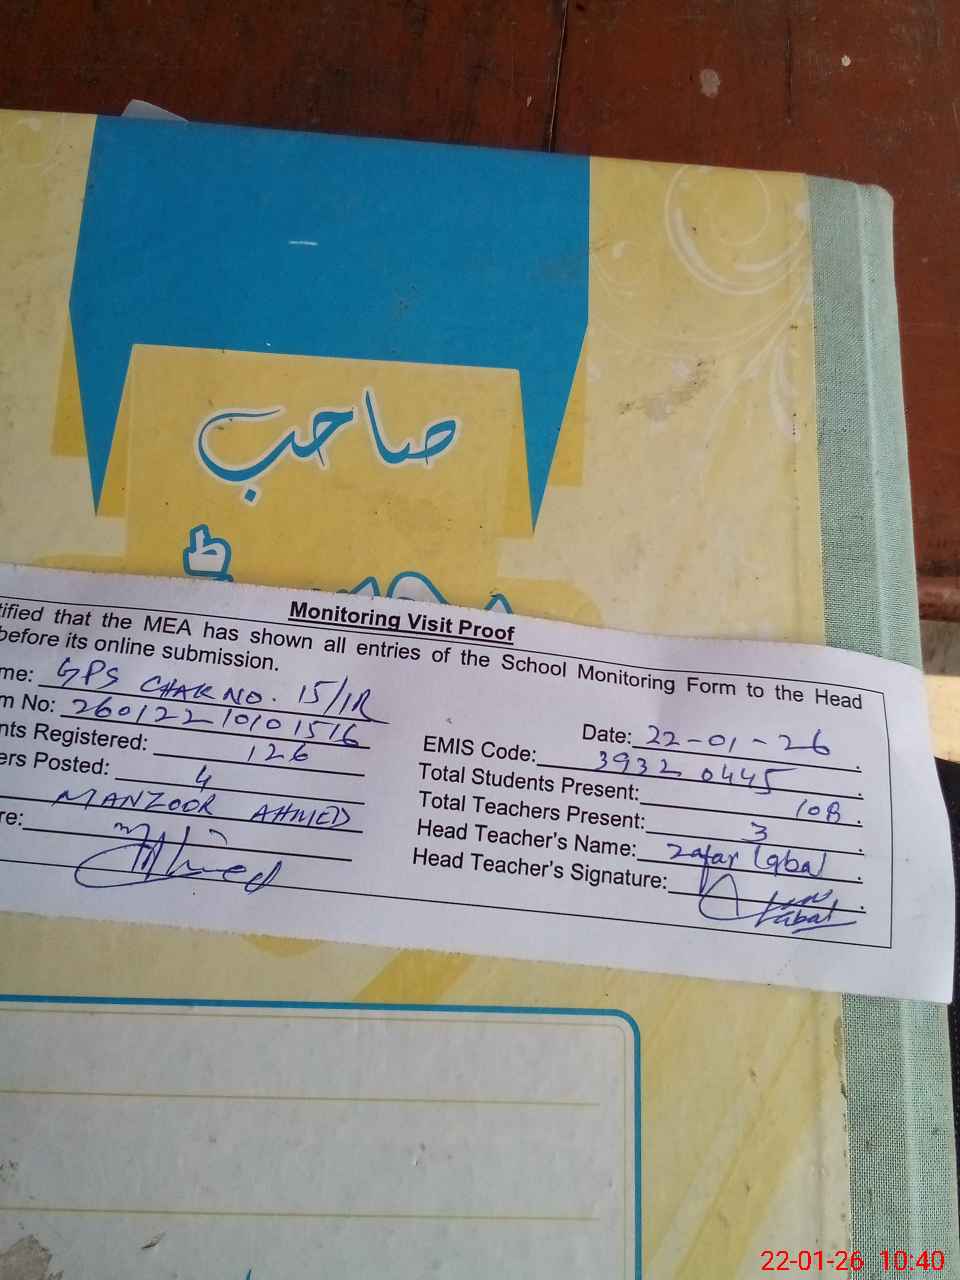 صاحب
Monitoring Visit Proof
tified that the MEA has shown all entries of the School Monitoring Form to the Head
before its online submission.
me: GPS CHAK NO. 15/1R
Date: 22-01-26
m No: 26012210101516
EMIS Code: 39320445
nts Registered: 126
Total Students Present: 108
ers Posted: 4
Total Teachers Present: 3
MANZOOR AHMED
Head Teacher's Name: Zafar Iqbal
re: Ahmed
Head Teacher's Signature: Iqbal
22-01-26 10:40